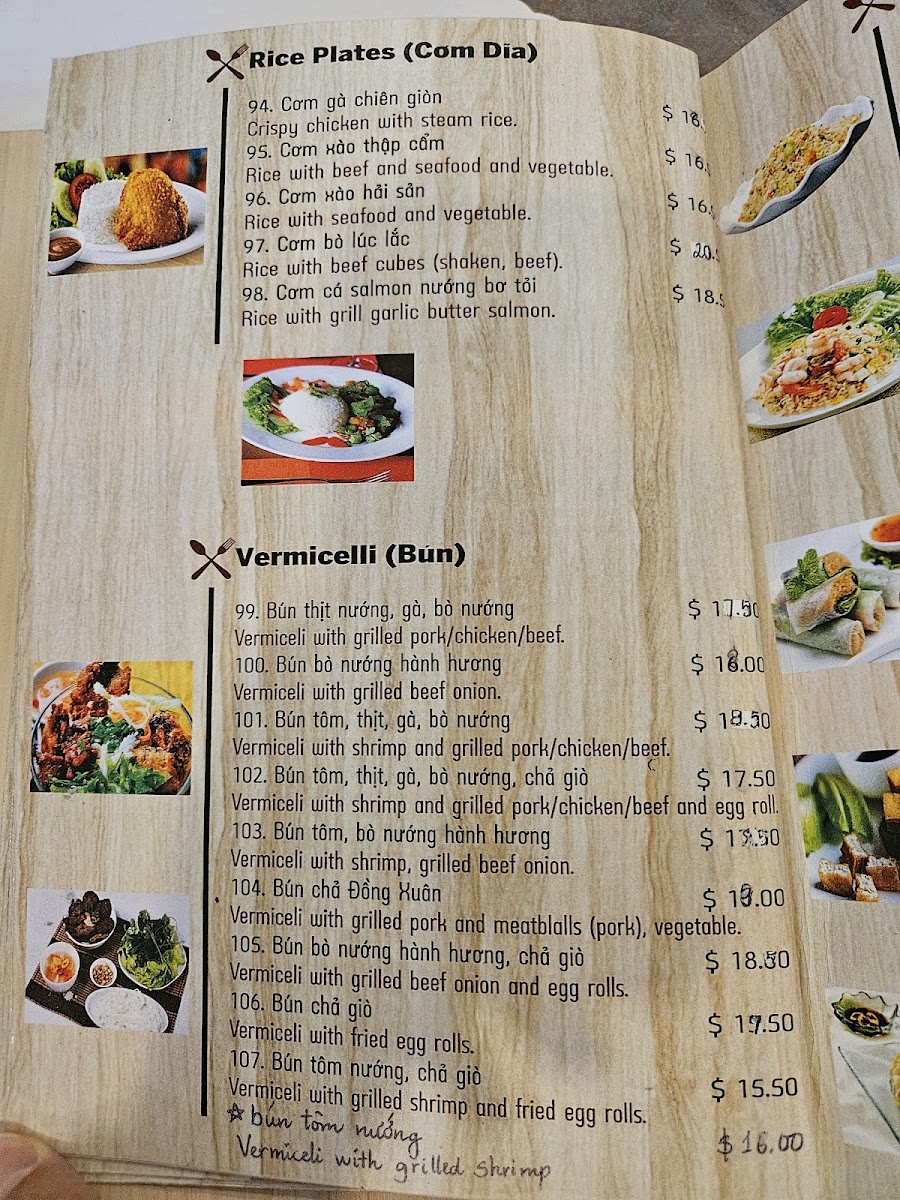 Rice Plates (Cơm Dĩa)
94. Cơm gà chiên giòn
Crispy chicken with steam rice.
$ 18.
95. Cơm xào thập cẩm
$ 16.
Rice with beef and seafood and vegetable.
96. Cơm xào hải sản
$ 16.
Rice with seafood and vegetable.
97. Cơm bò lúc lắc
$ 20.
Rice with beef cubes (shaken, beef).
98. Cơm cá salmon nướng bơ tỏi
$ 18.
Rice with grill garlic butter salmon.
Vermicelli (Bún)
99. Bún thịt nướng, gà, bò nướng $ 17.50
Vermiceli with grilled pork/chicken/beef.
100. Bún bò nướng hành hương $ 18.00
Vermiceli with grilled beef onion.
101. Bún tôm, thịt, gà, bò nướng $
Vermiceli with shrimp and grilled pork/chicken/beef.
102. Bún tôm, thịt, gà, bò nướng, chả giò $ 17.50
Vermiceli with shrimp and grilled pork/chicken/beef and egg roll.
103. Bún tôm, bò nướng hành hương $
Vermiceli with shrimp, grilled beef onion.
104. Bún chả Đồng Xuân $
Vermiceli with grilled pork and meatblalls (pork), vegetable.
105. Bún bò nướng hành hương, chả giò $ 18.50
Vermiceli with grilled beef onion and egg rolls.
106. Bún chả giò $
Vermiceli with fried egg rolls.
107. Bún tôm nướng, chả giò $ 15.50
Vermiceli with grilled shrimp and fried egg rolls.
☆ bún tôm nướng $ 16.00
Vermiceli with grilled shrimp